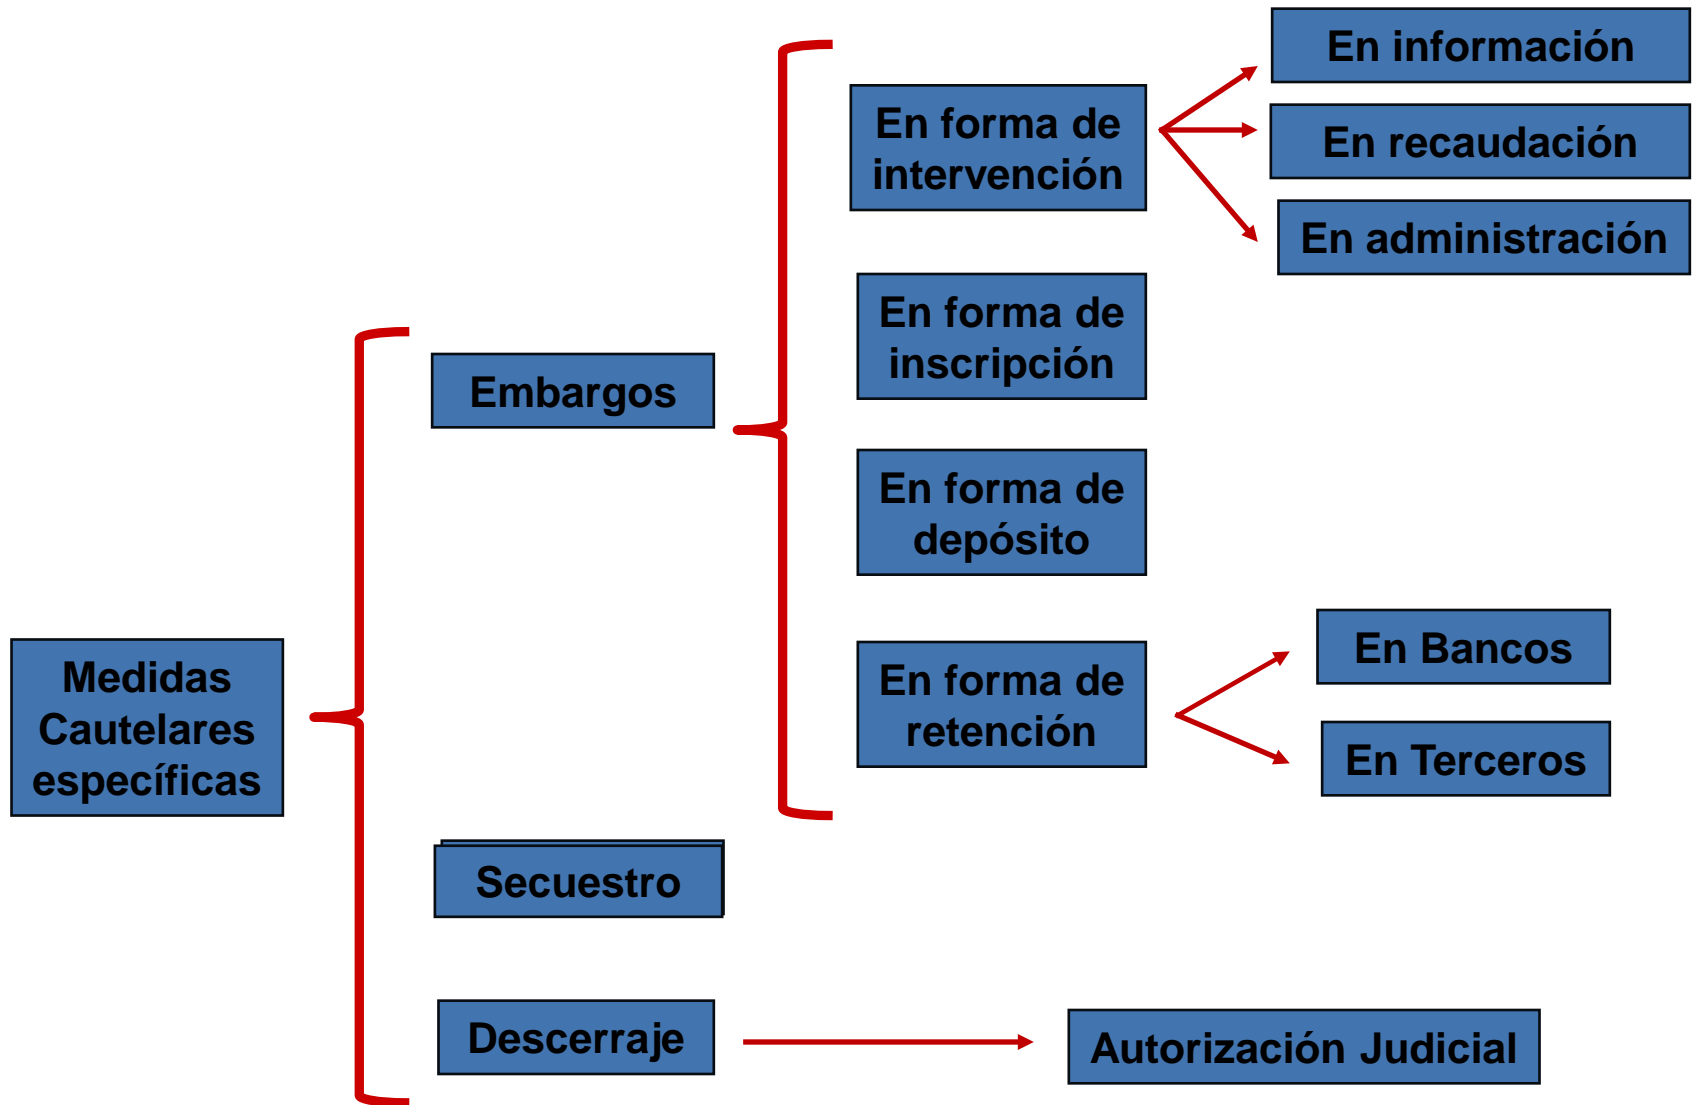 En información
En forma de
intervención
En recaudación
En administración
En forma de
inscripción
Embargos
En forma de
depósito
Medidas
Cautelares
específicas
En forma de
retención
En Bancos
En Terceros
Secuestro
Descerraje
Autorización Judicial